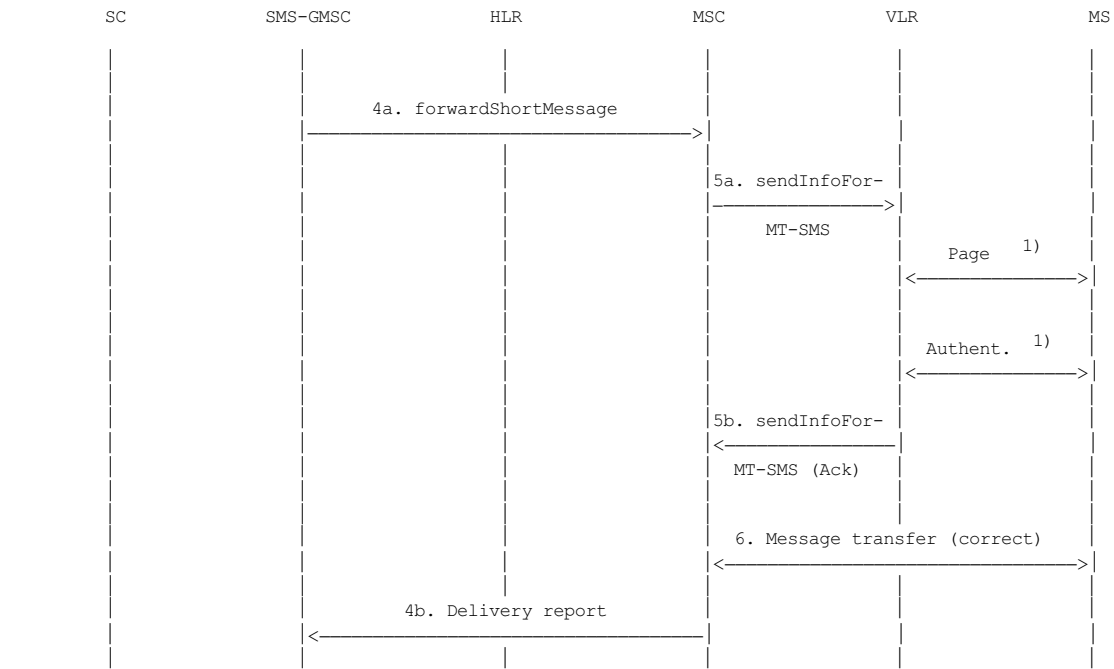 SC SMS-GMSC HLR MSC VLR MS
4a. forwardShortMessage
5a. sendInfoFor-
MT-SMS
Page 1)
Authent. 1)
5b. sendInfoFor-
MT-SMS (Ack)
6. Message transfer (correct)
4b. Delivery report